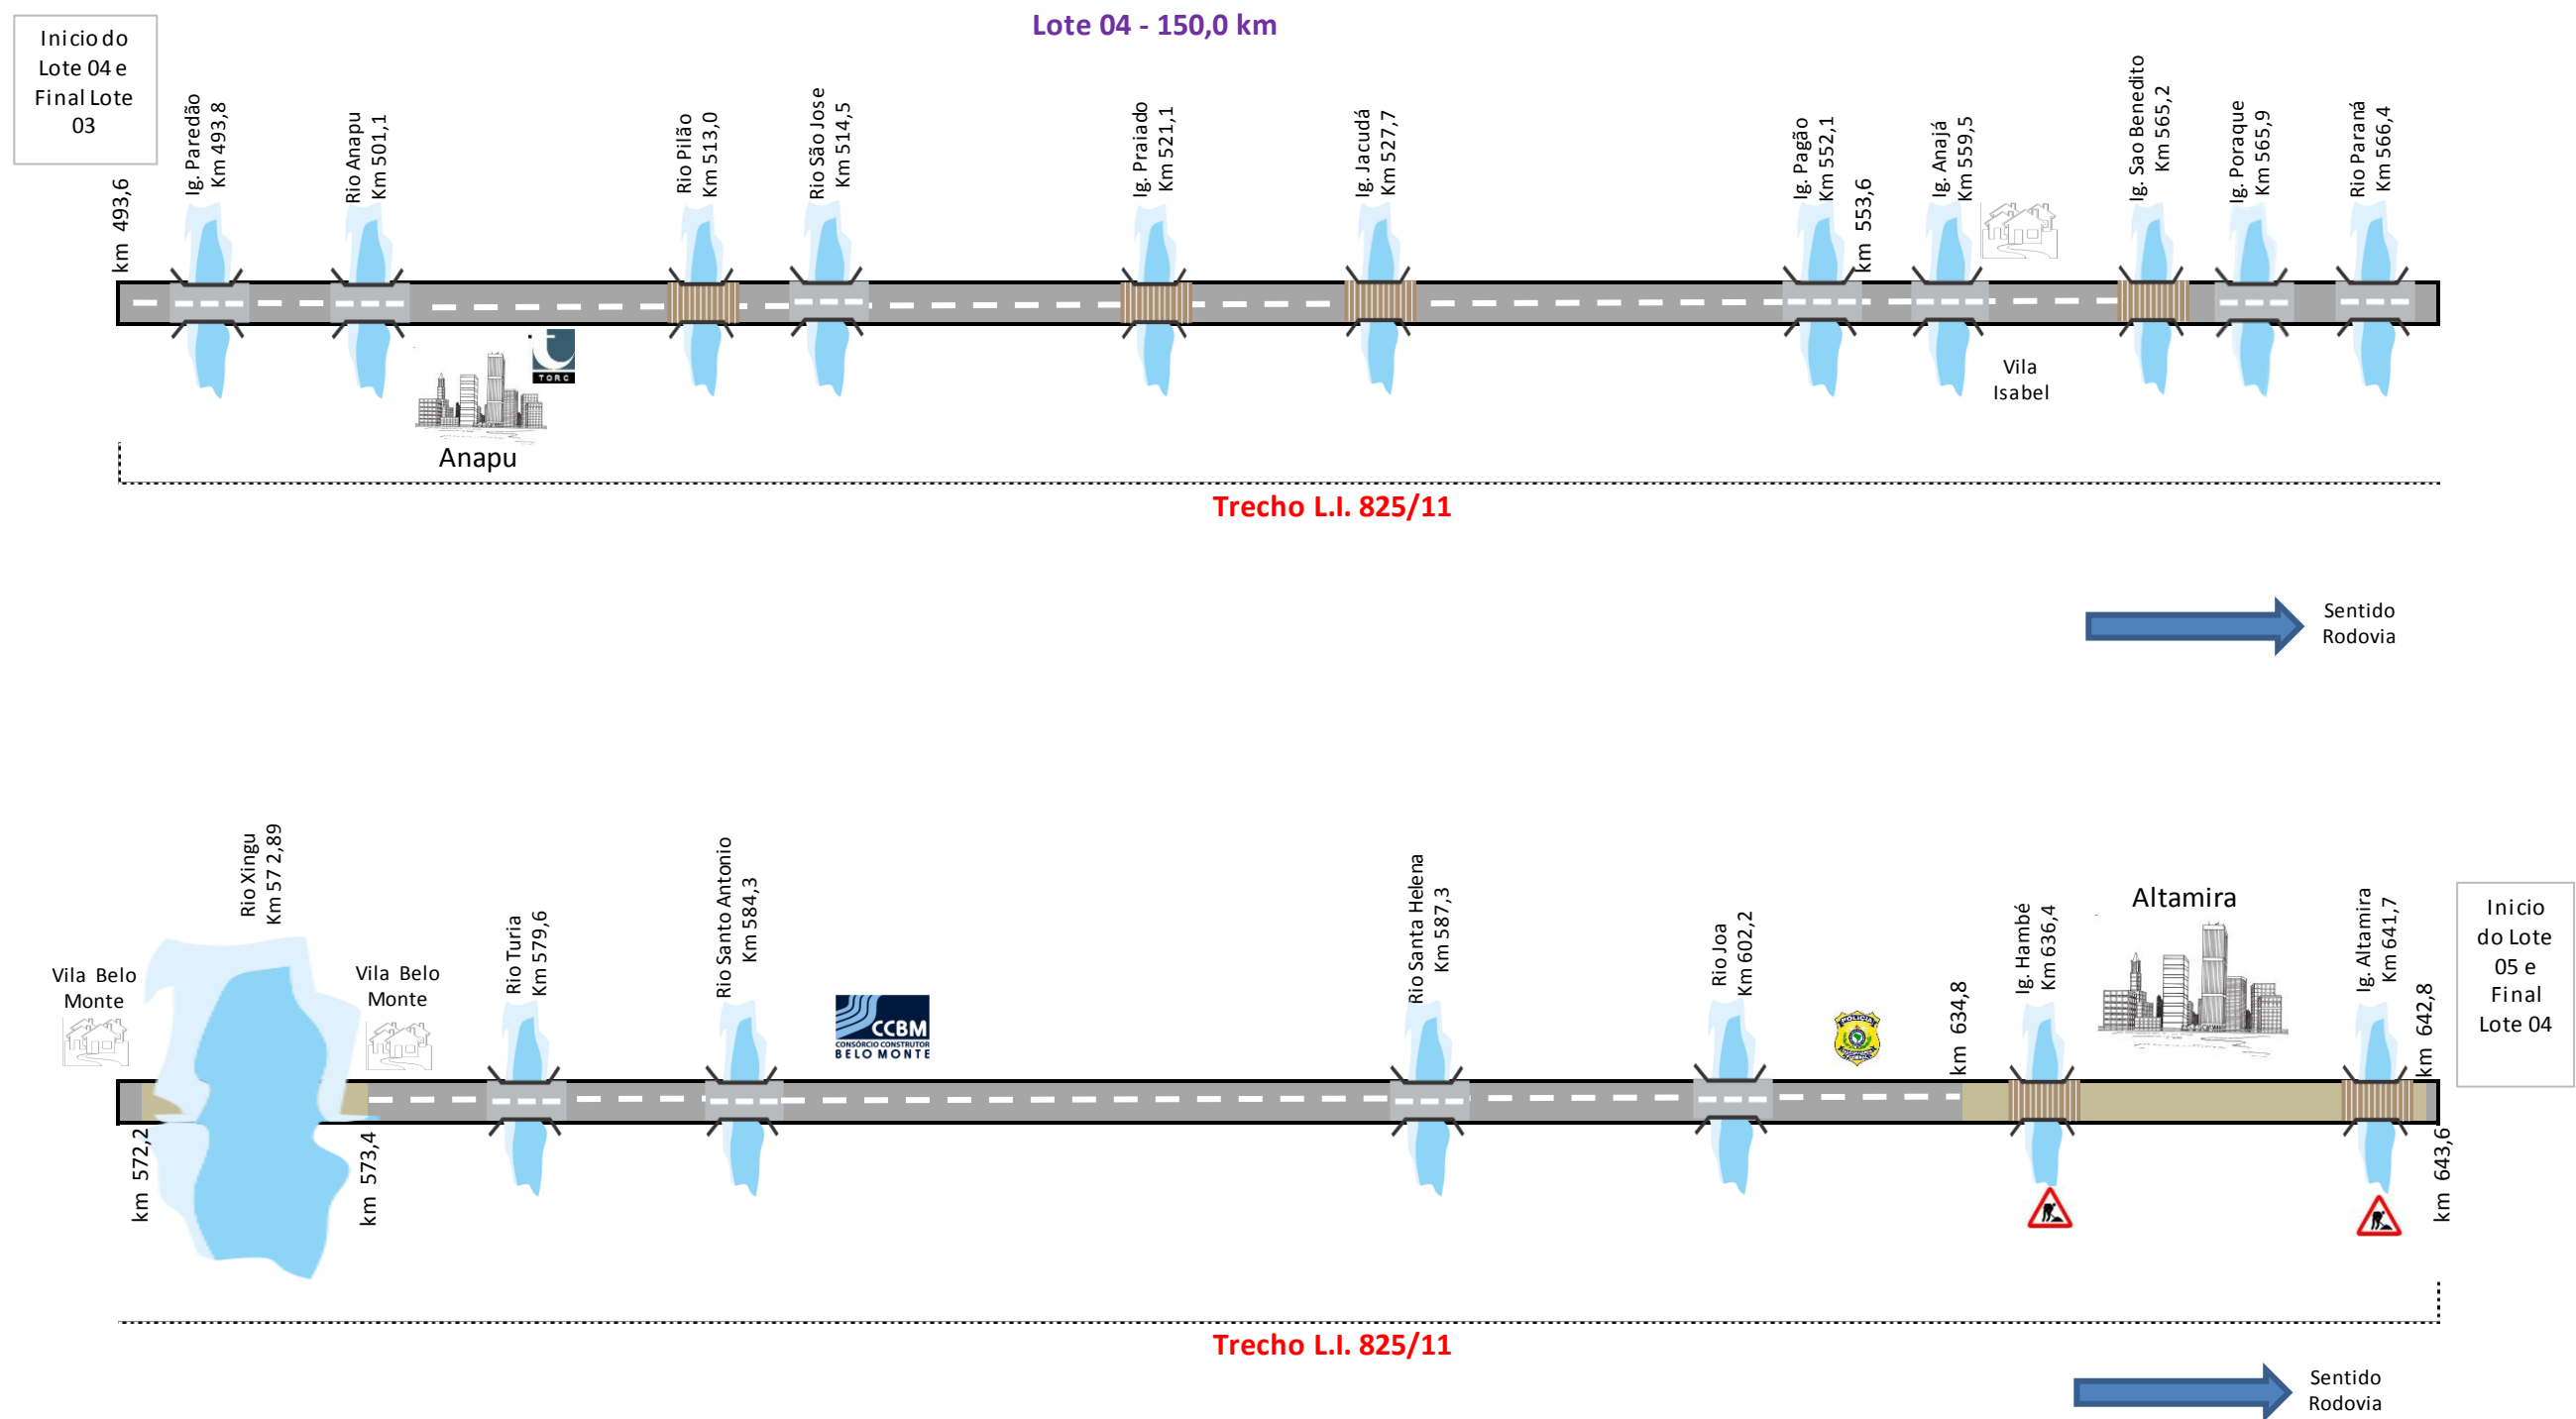 Lote 04 - 150,0 km
Inicio do
Lote 04 e
Final Lote
03
km 493,6
Ig. Paredão
Km 493,8
Rio Anapu
Km 501,1
Rio Pilão
Km 513,0
Rio São Jose
Km 514,5
Ig. Praiado
Km 521,1
Ig. Jacudá
Km 527,7
Ig. Pagão
Km 552,1
km 553,6
Ig. Anajá
Km 559,5
Ig. Sao Benedito
Km 565,2
Ig. Poraque
Km 565,9
Rio Paraná
Km 566,4
TORC
Anapu
Vila
Isabel
Trecho L.I. 825/11
Sentido
Rodovia
Vila Belo
Monte
Rio Xingu
Km 57 2,89
Vila Belo
Monte
Rio Turia
Km 579,6
Rio Santo Antonio
Km 584,3
CCBM
CONSÓRCIO CONSTRUTOR
BELO MONTE
Rio Santa Helena
Km 587,3
Rio Joa
Km 602,2
POLÍCIA
km 634,8
Ig. Hambé
Km 636,4
Altamira
Ig. Altamira
Km 641,7
km 642,8
Inicio
do Lote
05 e
Final
Lote 04
km 572,2
km 573,4
km 643,6
Trecho L.I. 825/11
Sentido
Rodovia